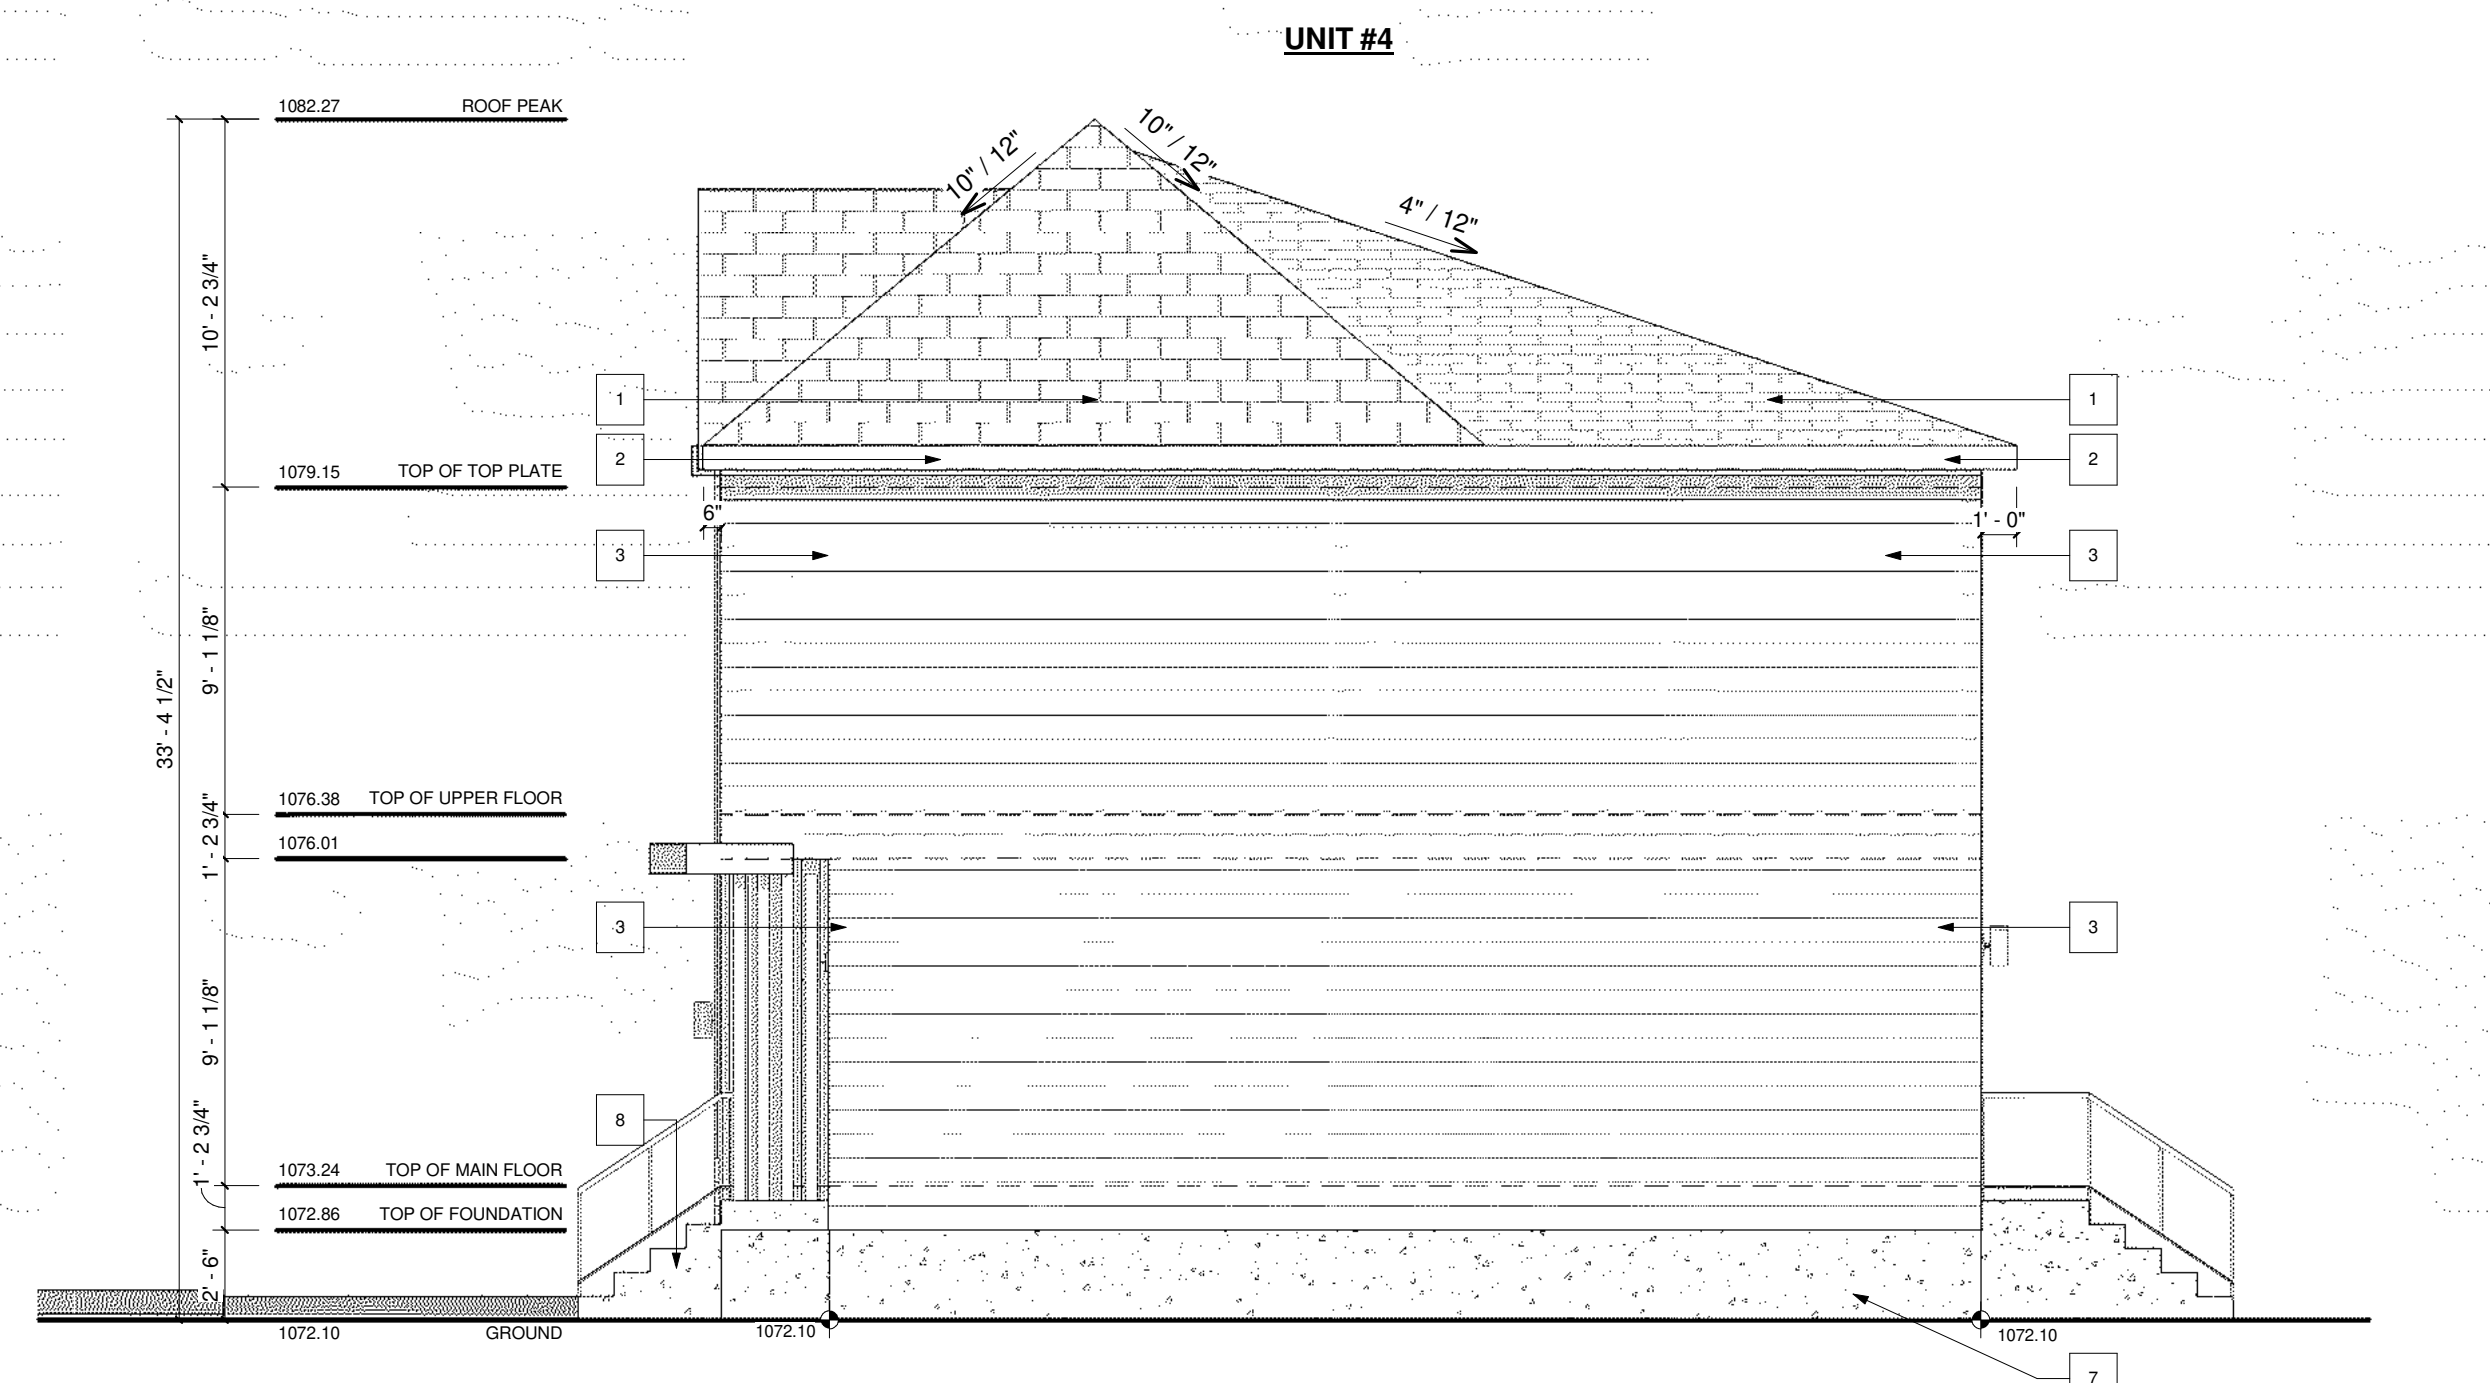 UNIT #4
1082.27 ROOF PEAK
10" / 12"
10" / 12"
4" / 12"
10' - 2 3/4"
1
1
2
2
1079.15 TOP OF TOP PLATE
6"
1' - 0"
3
3
9' - 1 1/8"
33' - 4 1/2"
1076.38 TOP OF UPPER FLOOR
1' - 2 3/4"
1076.01
3
3
9' - 1 1/8"
8
1' - 2 3/4"
1073.24 TOP OF MAIN FLOOR
1072.86 TOP OF FOUNDATION
2' - 6"
1072.10 GROUND
1072.10
1072.10
7